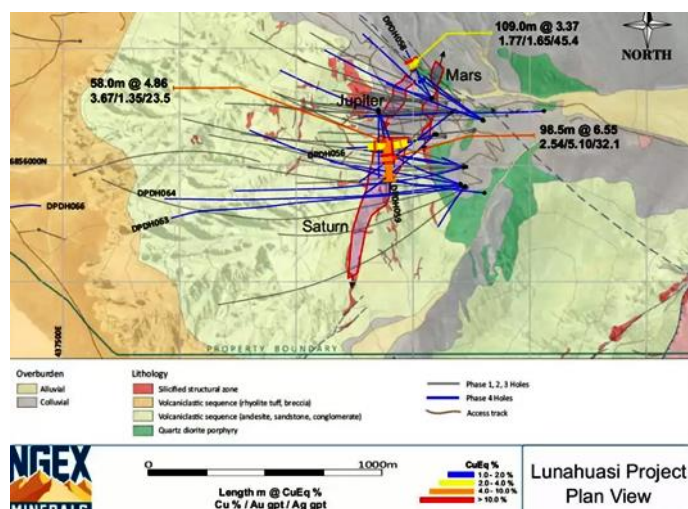 109.0m @ 3.37
1.77/1.65/45.4
DPDH058
NORTH
58.0m @ 4.86
3.67/1.35/23.5
Mars
Jupiter
98.5m @ 6.55
2.54/5.10/32.1
DPDH056
6856000N
DPDH064
DPDH059
DPDH066
DPDH063
Saturn
437500E
PROPERTY BOUNDARY
Overburden
Alluvial
Colluvial
Lithology
Silicified structural zone
Volcaniclastic sequence (rhyolite tuff, breccia)
Volcaniclastic sequence (andesite, sandstone, conglomerate)
Quartz diorite porphyry
Phase 1, 2, 3 Holes
Phase 4 Holes
Access track
NGEX
MINERALS
0 1000m
Length m @ CuEq %
Cu % / Au gpt / Ag gpt
CuEq %
1.0 - 2.0 %
2.0 - 4.0 %
4.0 - 10.0 %
> 10.0 %
Lunahuasi Project
Plan View